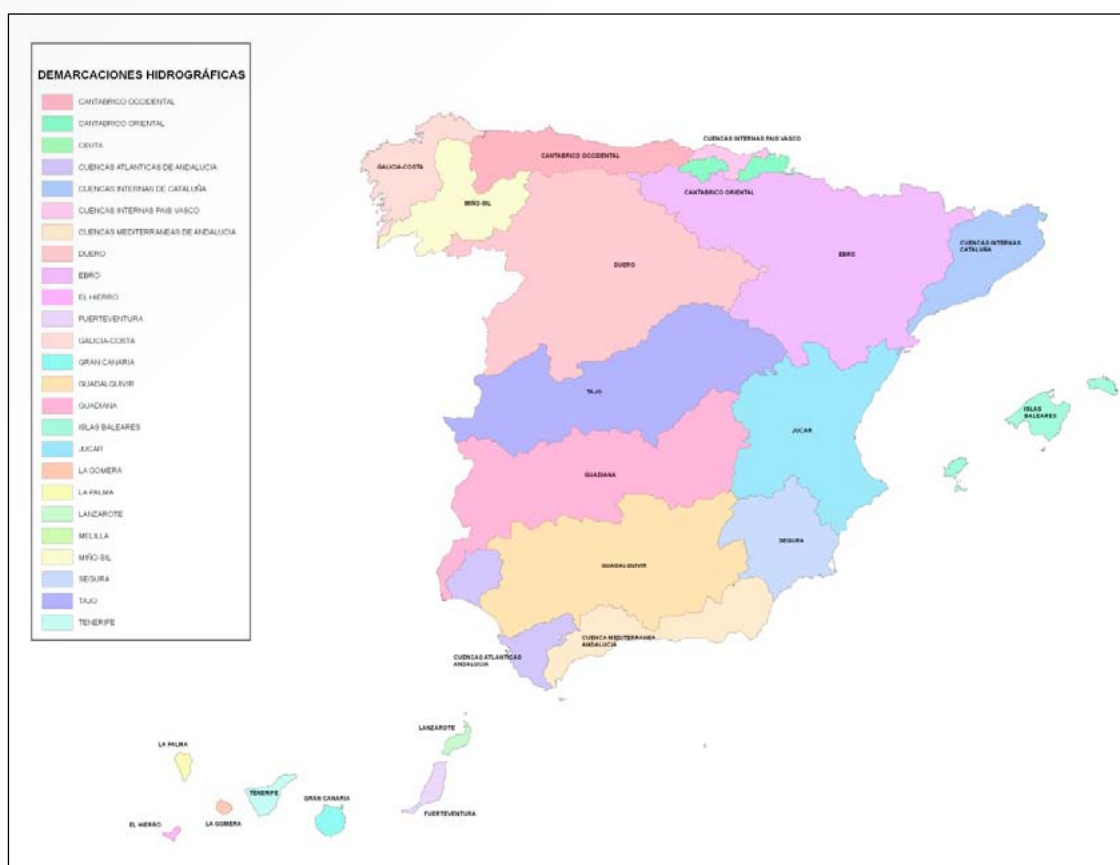 DEMARCACIONES HIDROGRÁFICAS
CANTABRICO OCCIDENTAL
CANTABRICO ORIENTAL
CEUTA
CUENCAS ATLANTICAS DE ANDALUCIA
CUENCAS INTERNAS DE CATALUÑA
CUENCAS INTERNAS PAIS VASCO
CUENCAS MEDITERRANEAS DE ANDALUCIA
DUERO
EBRO
EL HIERRO
FUERTEVENTURA
GALICIA-COSTA
GRAN CANARIA
GUADALQUIVIR
GUADIANA
ISLAS BALEARES
JUCAR
LA GOMERA
LA PALMA
LANZAROTE
MELILLA
MIÑO-SIL
SEGURA
TAJO
TENERIFE
CUENCAS INTERNAS PAIS VASCO
CANTABRICO OCCIDENTAL
GALICIA-COSTA
CANTABRICO ORIENTAL
MIÑO-SIL
CUENCAS INTERNAS
CATALUÑA
EBRO
DUERO
TAJO
ISLAS
BALEARES
JUCAR
GUADIANA
SEGURA
GUADALQUIVIR
CUENCA MEDITERRANEA
ANDALUCIA
CUENCAS ATLANTICAS
ANDALUCIA
LANZAROTE
LA PALMA
TENERIFE
GRAN CANARIA
FUERTEVENTURA
EL HIERRO
LA GOMERA